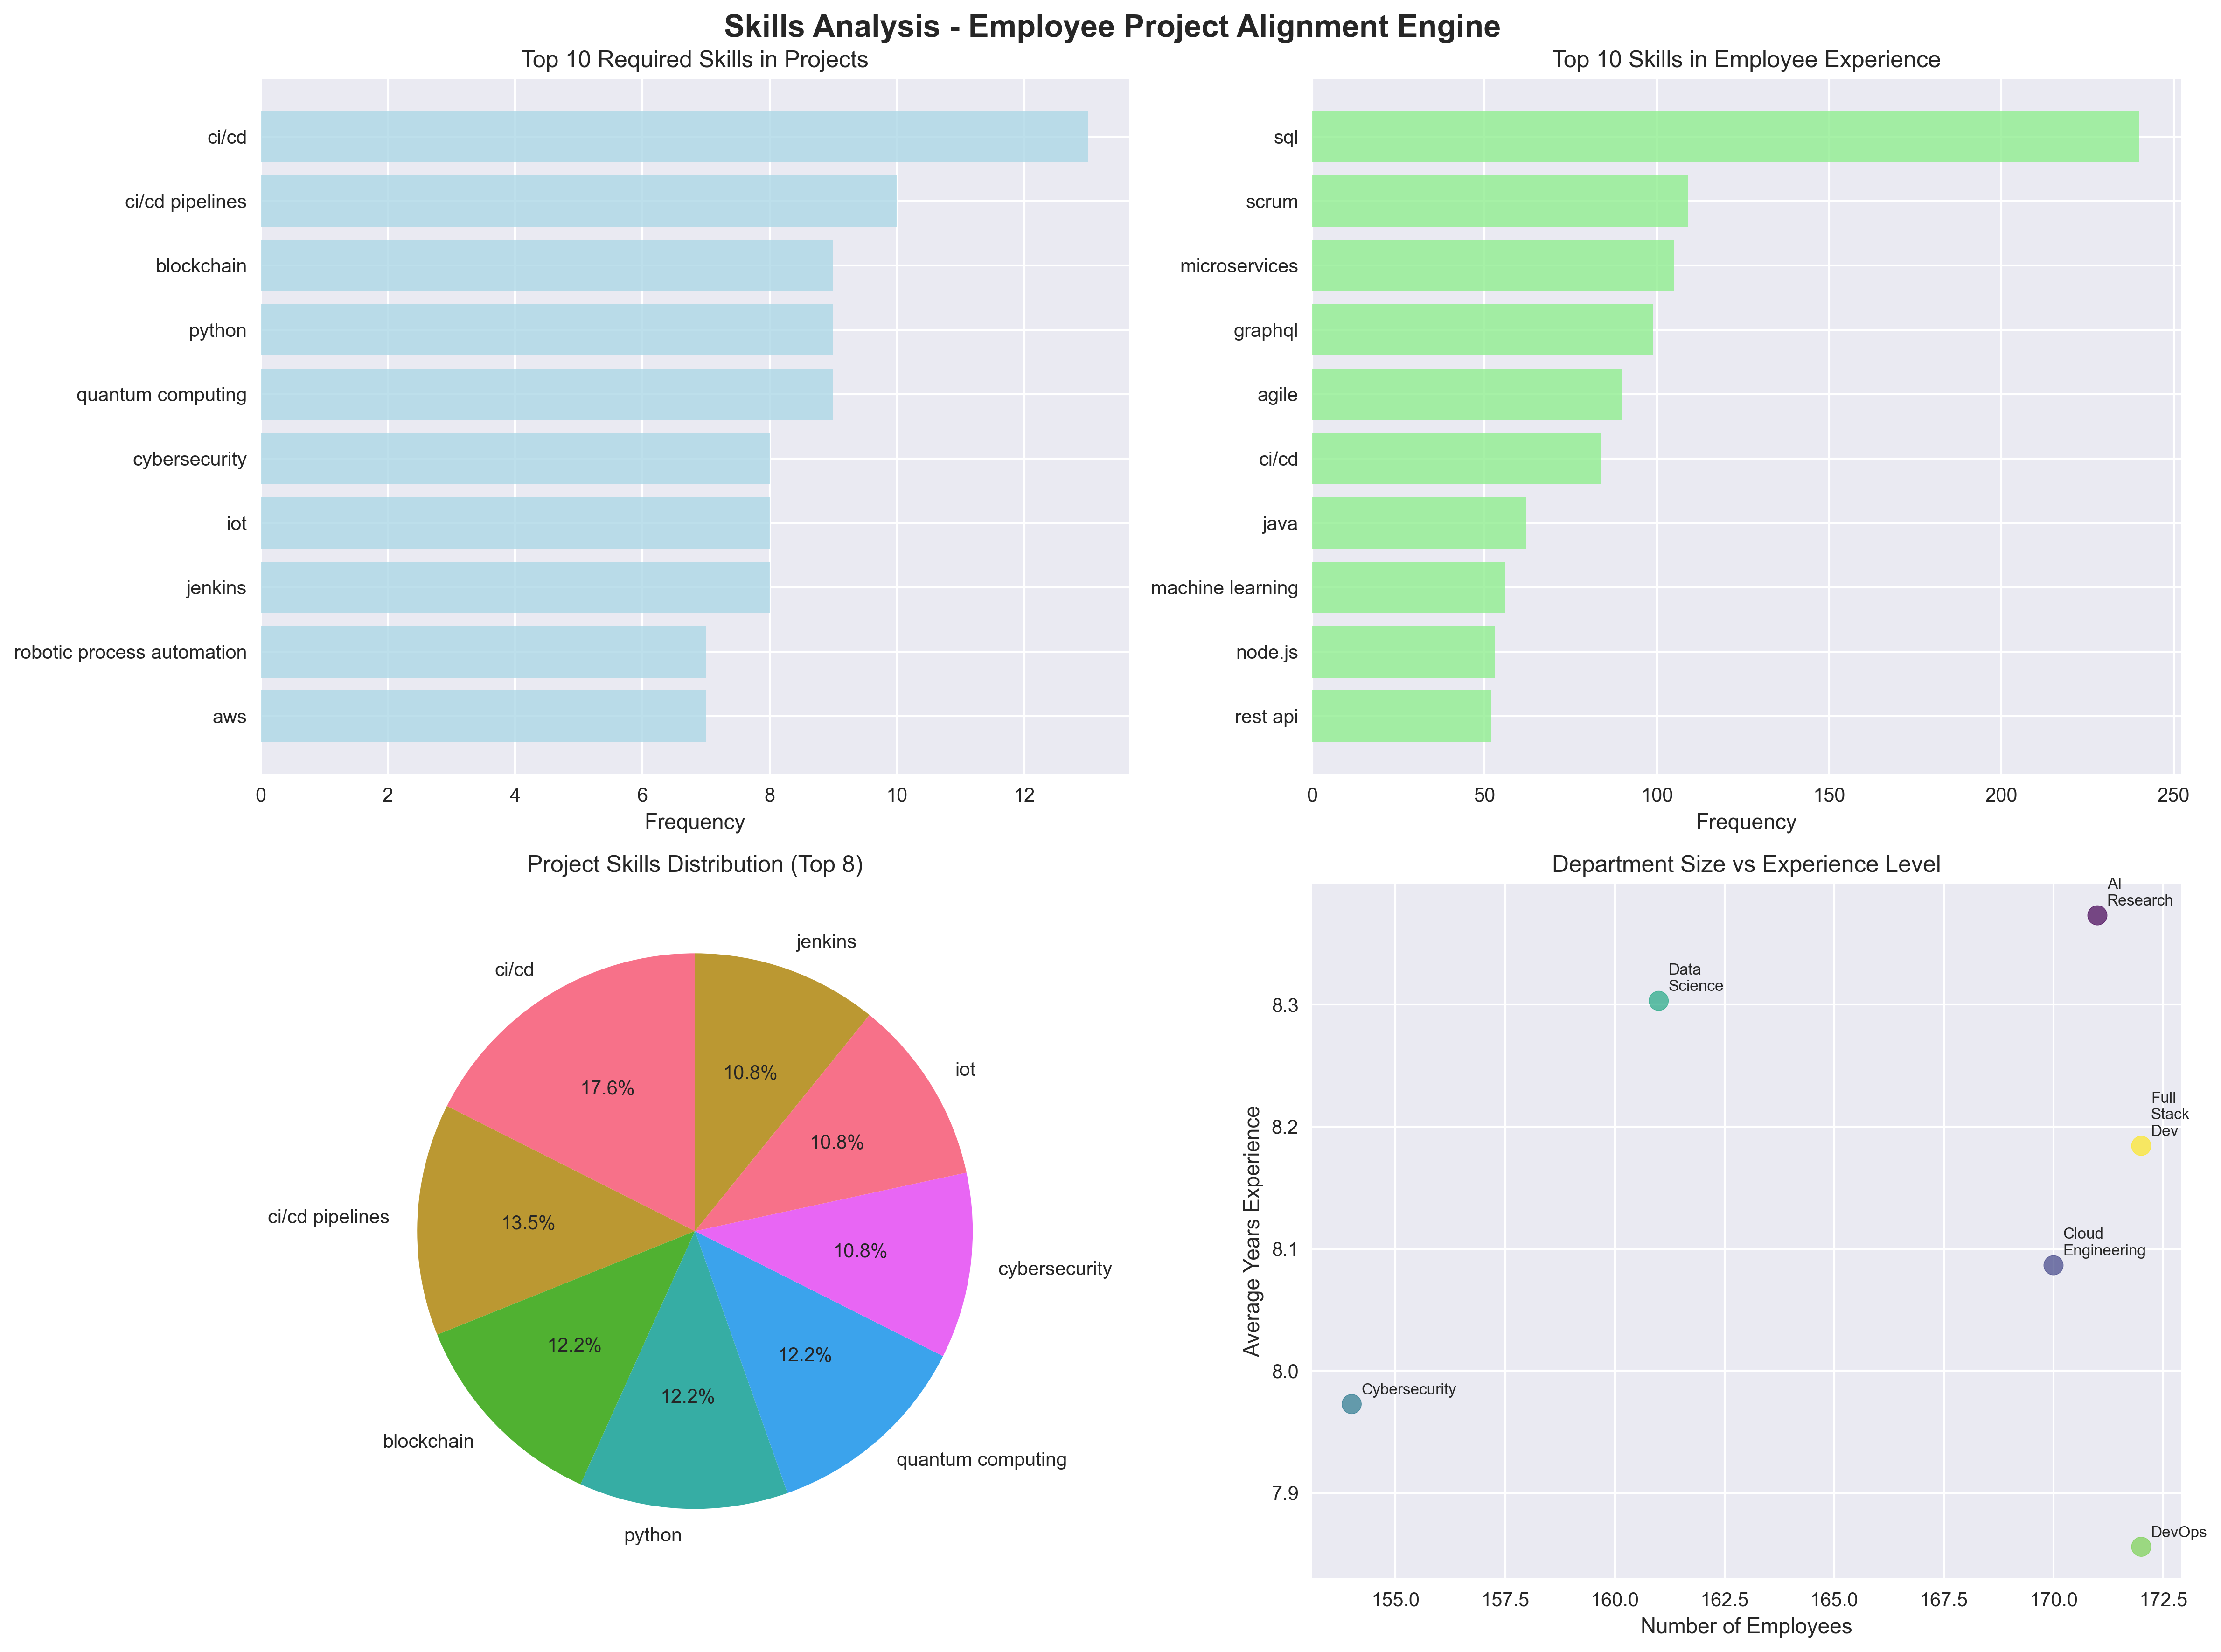 Skills Analysis - Employee Project Alignment Engine
Top 10 Required Skills in Projects
ci/cd
ci/cd pipelines
blockchain
python
quantum computing
cybersecurity
iot
jenkins
robotic process automation
aws
0 2 4 6 8 10 12
Frequency
Top 10 Skills in Employee Experience
sql
scrum
microservices
graphql
agile
ci/cd
java
machine learning
node.js
rest api
0 50 100 150 200 250
Frequency
Project Skills Distribution (Top 8)
jenkins
ci/cd
iot
10.8%
17.6%
10.8%
ci/cd pipelines
13.5%
10.8%
cybersecurity
12.2%
12.2%
12.2%
blockchain
quantum computing
python
Department Size vs Experience Level
AI
Research
Data
Science
Full
Stack
Dev
Cloud
Engineering
Cybersecurity
DevOps
8.3
8.2
8.1
8.0
7.9
Average Years Experience
155.0 157.5 160.0 162.5 165.0 167.5 170.0 172.5
Number of Employees